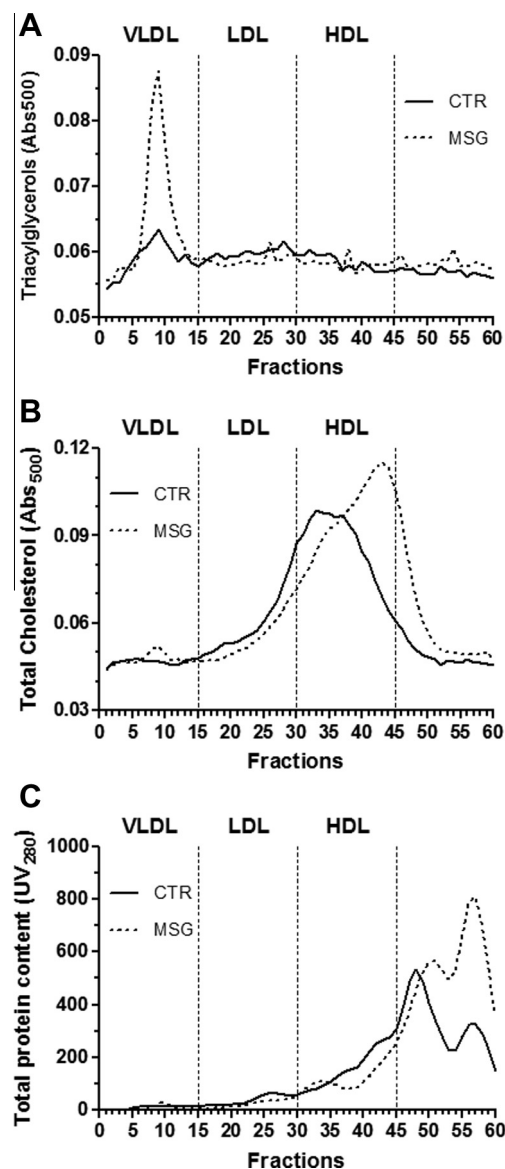 A
VLDL LDL HDL
Triacylglycerols (Abs500)
0.09
0.08
0.07
0.06
0.05
CTR
MSG
0 5 10 15 20 25 30 35 40 45 50 55 60
Fractions
B
VLDL LDL HDL
Total Cholesterol (Abs500)
0.12
0.09
0.06
0.03
CTR
MSG
0 5 10 15 20 25 30 35 40 45 50 55 60
Fractions
C
VLDL LDL HDL
Total protein content (UV280)
1000
800
600
400
200
0
CTR
MSG
0 5 10 15 20 25 30 35 40 45 50 55 60
Fractions